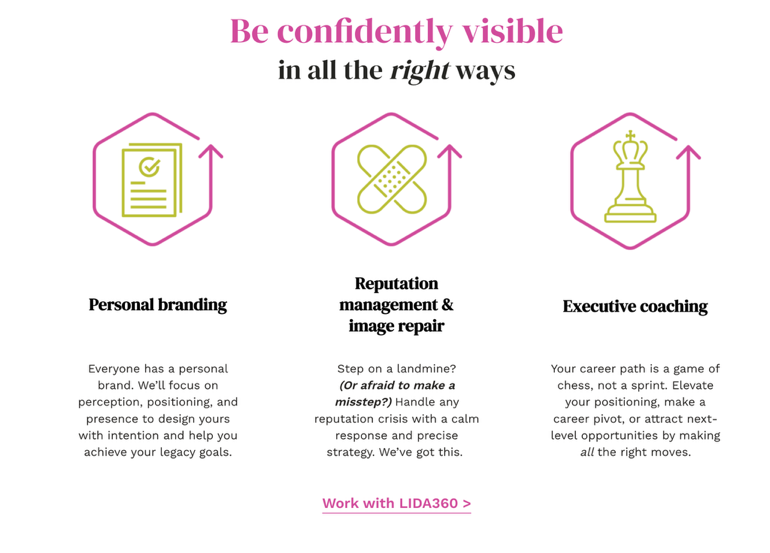 Be confidently visible
in all the right ways
Personal branding
Reputation
management &
image repair
Executive coaching
Everyone has a personal
brand. We’ll focus on
perception, positioning, and
presence to design yours
with intention and help you
achieve your legacy goals.
Step on a landmine?
(Or afraid to make a
misstep?) Handle any
reputation crisis with a calm
response and precise
strategy. We’ve got this.
Your career path is a game of
chess, not a sprint. Elevate
your positioning, make a
career pivot, or attract next-
level opportunities by making
all the right moves.
Work with LIDA360 >